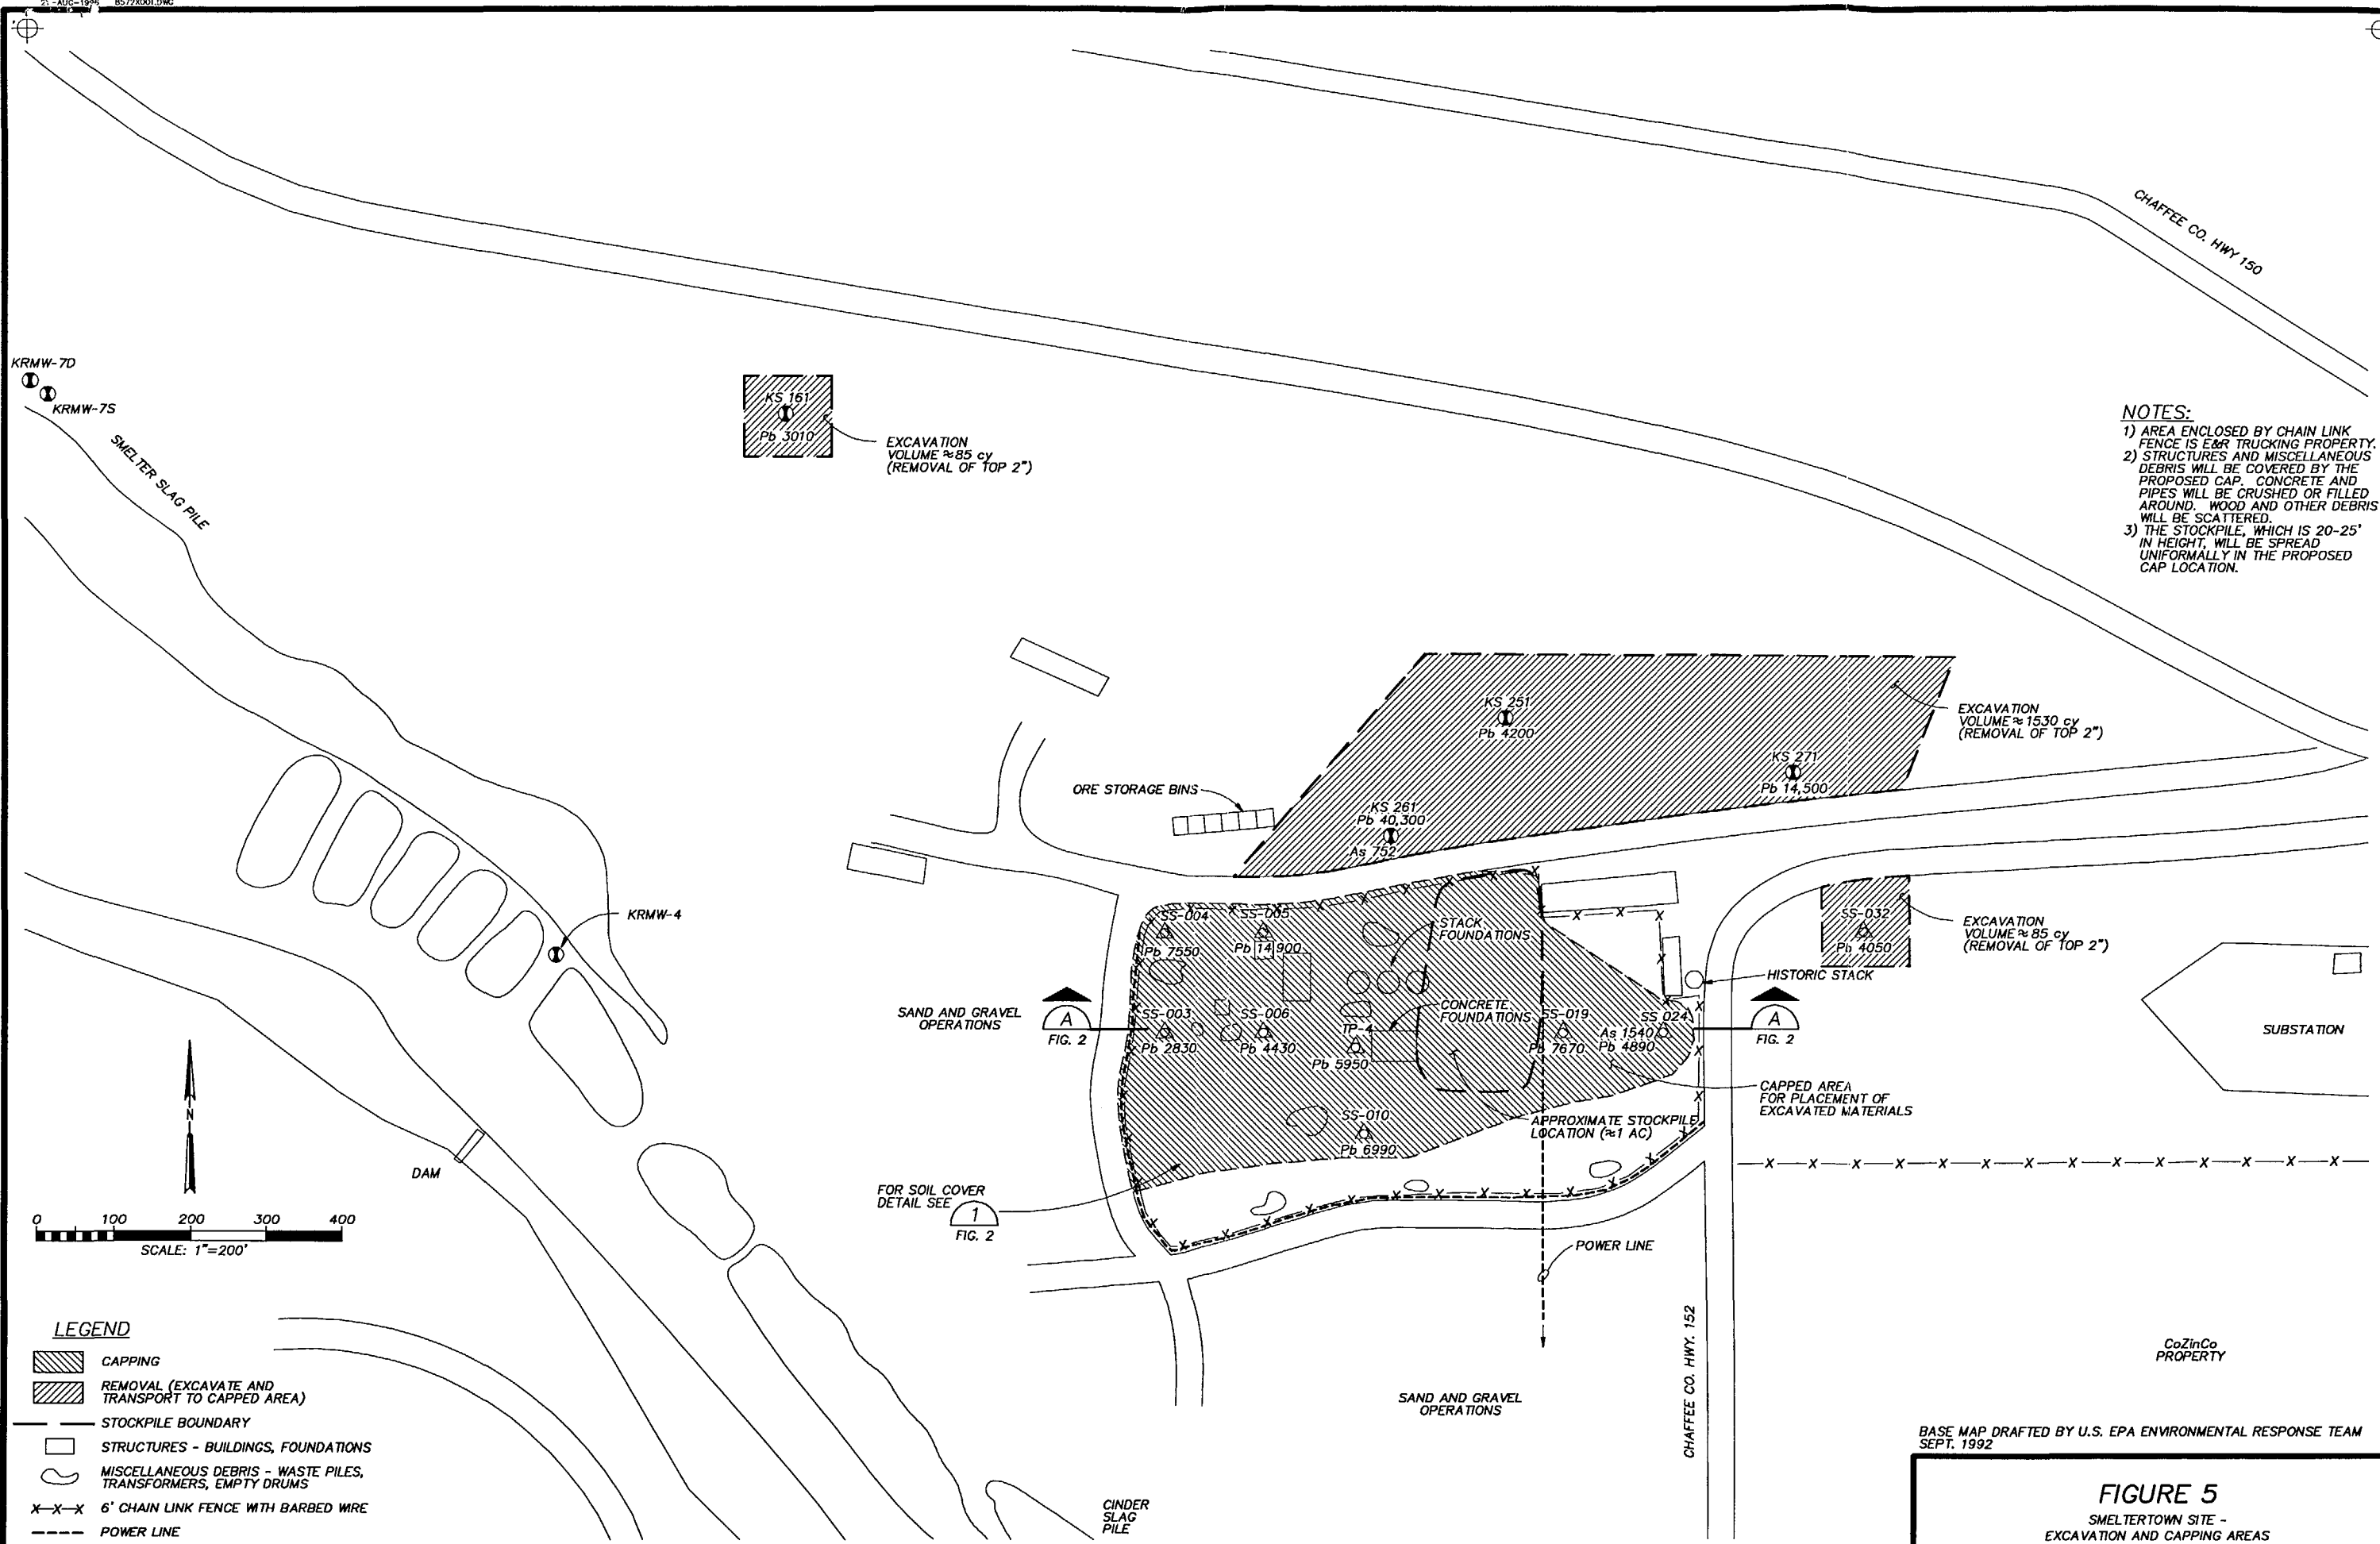 21-AUC-1995 8572X001.DWG
CHAFFEE CO. HWY 150
KRMW-7D
KRMW-7S
SMELTER SLAG PILE
KS 161
Pb 3010
EXCAVATION
VOLUME ≈85 cy
(REMOVAL OF TOP 2")
NOTES:
1) AREA ENCLOSED BY CHAIN LINK
FENCE IS E&R TRUCKING PROPERTY.
2) STRUCTURES AND MISCELLANEOUS
DEBRIS WILL BE COVERED BY THE
PROPOSED CAP. CONCRETE AND
PIPES WILL BE CRUSHED OR FILLED
AROUND. WOOD AND OTHER DEBRIS
WILL BE SCATTERED.
3) THE STOCKPILE, WHICH IS 20-25'
IN HEIGHT, WILL BE SPREAD
UNIFORMALLY IN THE PROPOSED
CAP LOCATION.
KS 251
Pb 4200
EXCAVATION
VOLUME ≈ 1530 cy
(REMOVAL OF TOP 2")
KS 271
Pb 14,500
ORE STORAGE BINS
KS 261
Pb 40,300
As 752
KRMW-4
SS-004
Pb 7550
SS-005
Pb 14,900
STACK
FOUNDATIONS
SS-032
Pb 4050
EXCAVATION
VOLUME ≈ 85 cy
(REMOVAL OF TOP 2")
HISTORIC STACK
SAND AND GRAVEL
OPERATIONS
A
FIG. 2
SS-003
Pb 2830
SS-006
Pb 4430
TP-4
Pb 5950
CONCRETE
FOUNDATIONS
SS-019
Pb 7670
SS 024
As 1540
Pb 4890
A
FIG. 2
SUBSTATION
CAPPED AREA
FOR PLACEMENT OF
EXCAVATED MATERIALS
SS-010
Pb 6990
APPROXIMATE STOCKPILE
LOCATION (≈1 AC)
N
DAM
FOR SOIL COVER
DETAIL SEE
1
FIG. 2
0 100 200 300 400
SCALE: 1"=200'
POWER LINE
CHAFFEE CO. HWY. 152
CoZinCo
PROPERTY
SAND AND GRAVEL
OPERATIONS
LEGEND
CAPPING
REMOVAL (EXCAVATE AND
TRANSPORT TO CAPPED AREA)
STOCKPILE BOUNDARY
STRUCTURES - BUILDINGS, FOUNDATIONS
MISCELLANEOUS DEBRIS - WASTE PILES,
TRANSFORMERS, EMPTY DRUMS
X—X—X 6' CHAIN LINK FENCE WITH BARBED WIRE
POWER LINE
CINDER
SLAG
PILE
BASE MAP DRAFTED BY U.S. EPA ENVIRONMENTAL RESPONSE TEAM
SEPT. 1992
FIGURE 5
SMELTERTOWN SITE -
EXCAVATION AND CAPPING AREAS